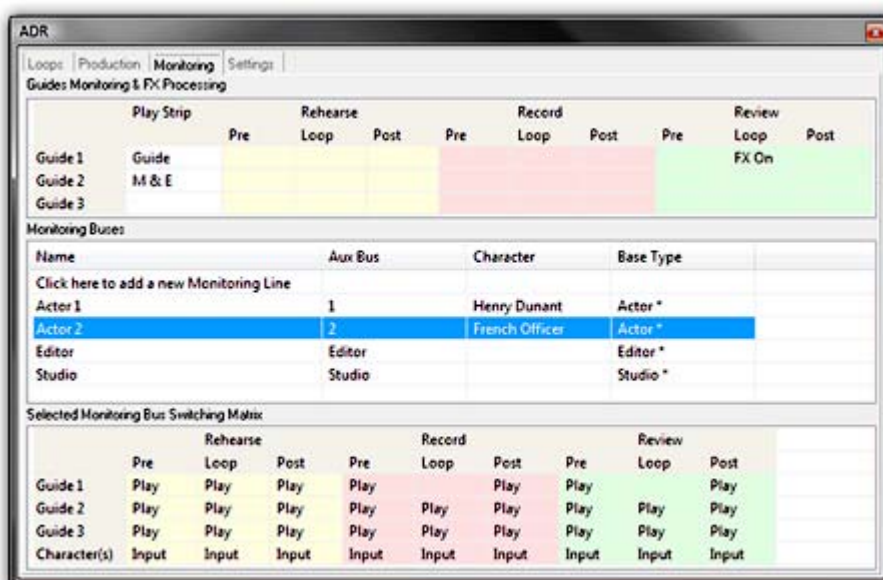 ADR
Loops Production Monitoring Settings
Guides Monitoring & FX Processing
Play Strip Rehearse Record Review
Pre Loop Post Pre Loop Post Pre Loop Post
Guide 1 Guide FX On
Guide 2 M & E
Guide 3
Monitoring Buses
Name Aux Bus Character Base Type
Click here to add a new Monitoring Line
Actor 1 1 Henry Dunant Actor *
Actor 2 2 French Officer Actor *
Editor Editor Editor *
Studio Studio Studio *
Selected Monitoring Bus Switching Matrix
Rehearse Record Review
Pre Loop Post Pre Loop Post Pre Loop Post
Guide 1 Play Play Play Play Play Play Play
Guide 2 Play Play Play Play Play Play Play Play Play
Guide 3 Play Play Play Play Play Play Play Play Play
Character(s) Input Input Input Input Input Input Input Input Input